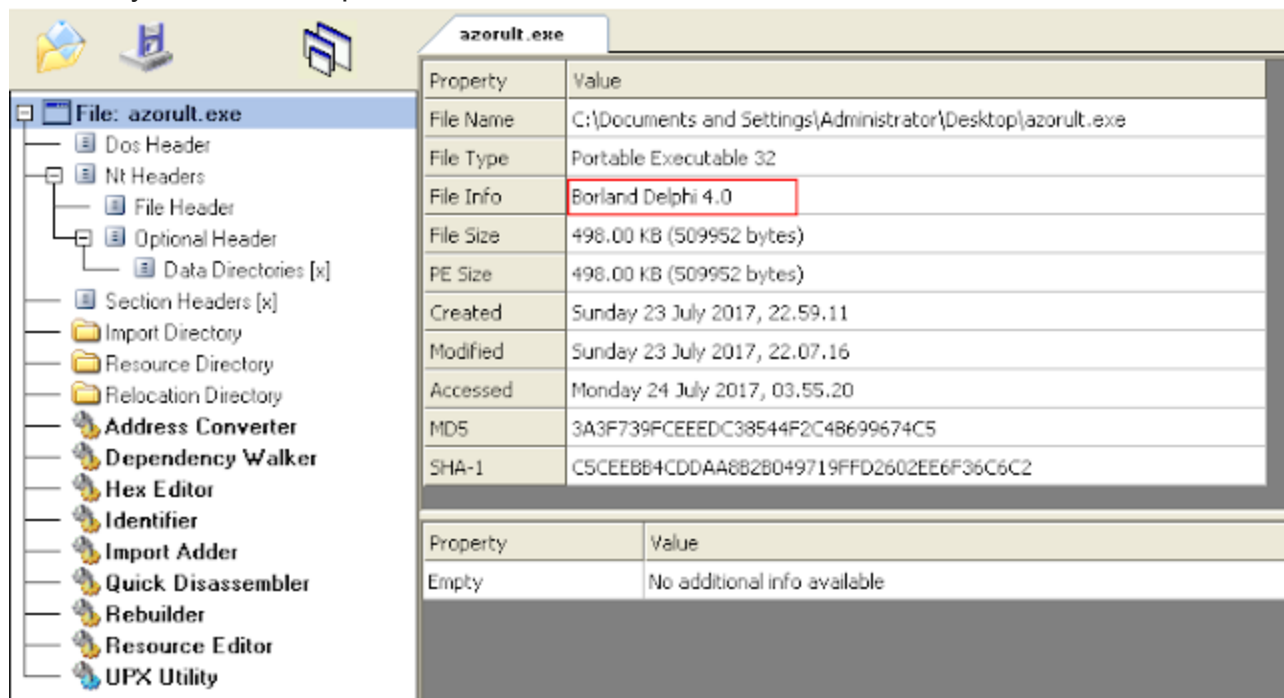 azorult.exe
File: azorult.exe
Dos Header
Nt Headers
File Header
Optional Header
Data Directories [x]
Section Headers [x]
Import Directory
Resource Directory
Relocation Directory
Address Converter
Dependency Walker
Hex Editor
Identifier
Import Adder
Quick Disassembler
Rebuilder
Resource Editor
UPX Utility
Property Value
File Name C:\Documents and Settings\Administrator\Desktop\azorult.exe
File Type Portable Executable 32
File Info Borland Delphi 4.0
File Size 498.00 KB (509952 bytes)
PE Size 498.00 KB (509952 bytes)
Created Sunday 23 July 2017, 22.59.11
Modified Sunday 23 July 2017, 22.07.16
Accessed Monday 24 July 2017, 03.55.20
MD5 3A3F739FCEEEDC38544F2C4B699674C5
SHA-1 C5CEEBB4CDDAA8B2B049719FFD2602EE6F36C6C2
Property Value
Empty No additional info available